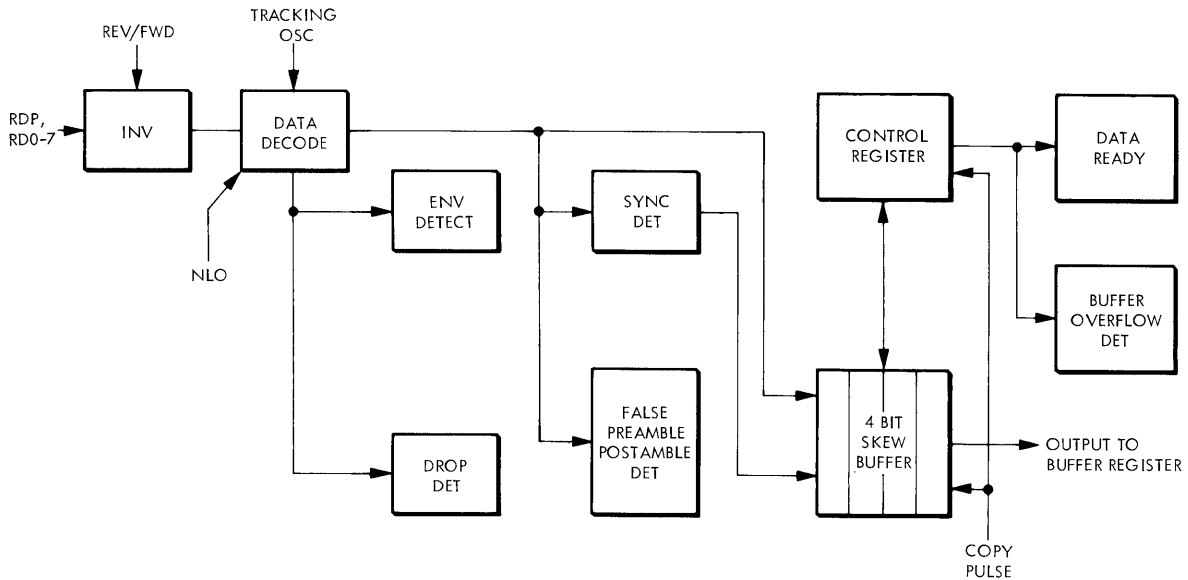 TRACKING
OSC
REV/FWD
RDP,
RD0-7
INV
DATA
DECODE
NLO
ENV
DETECT
DROP
DET
SYNC
DET
FALSE
PREAMBLE
POSTAMBLE
DET
CONTROL
REGISTER
DATA
READY
BUFFER
OVERFLOW
DET
4 BIT
SKEW
BUFFER
OUTPUT TO
BUFFER REGISTER
COPY
PULSE